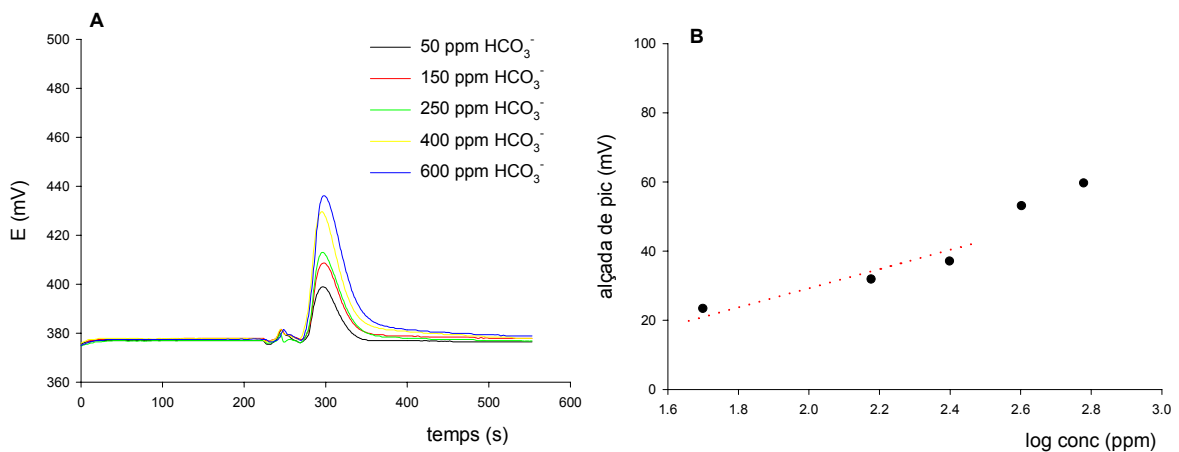 A
500
480
460
440
420
400
380
360
E (mV)
50 ppm HCO₃⁻
150 ppm HCO₃⁻
250 ppm HCO₃⁻
400 ppm HCO₃⁻
600 ppm HCO₃⁻
0 100 200 300 400 500 600
temps (s)
B
100
80
60
40
20
0
alçada de pic (mV)
1.6 1.8 2.0 2.2 2.4 2.6 2.8 3.0
log conc (ppm)